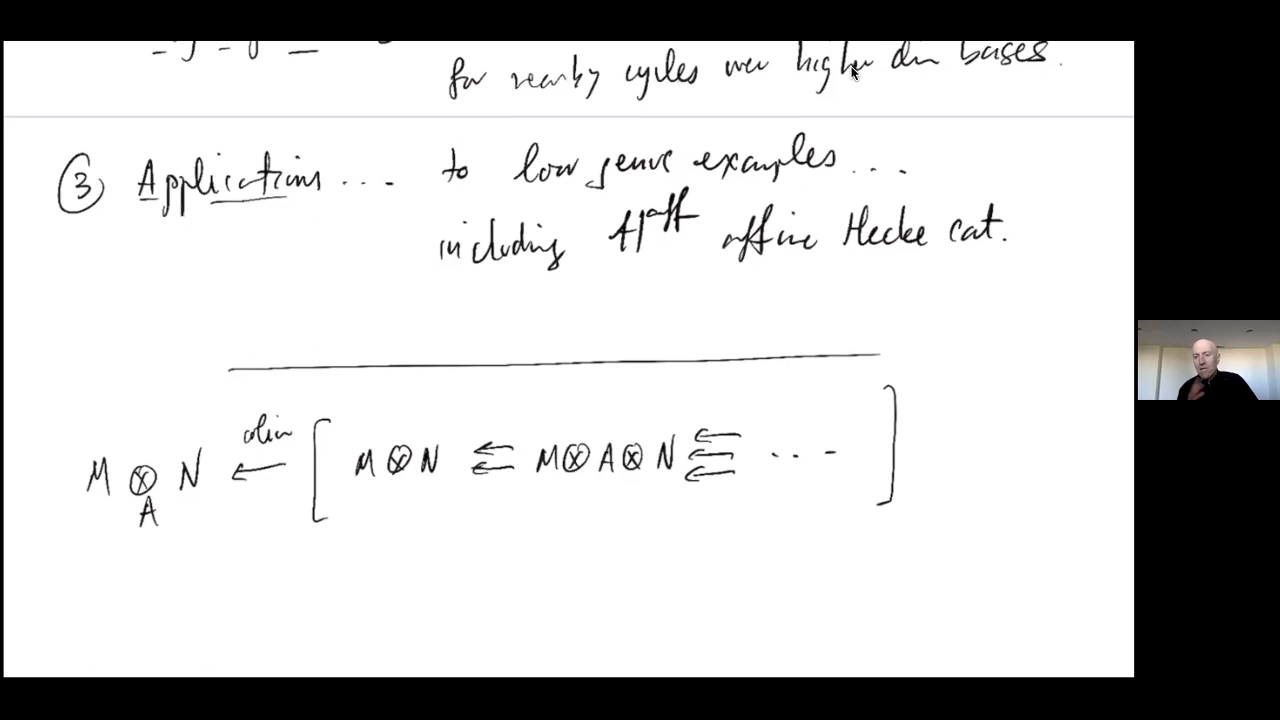 for nearby cycles over higher dim bases.
③ Applications ... to low genus examples ...
including H^aff affine Hecke cat.
M ⊗_A N ←^colim [ M⊗N ⇇ M⊗A⊗N ⇇← ... ]